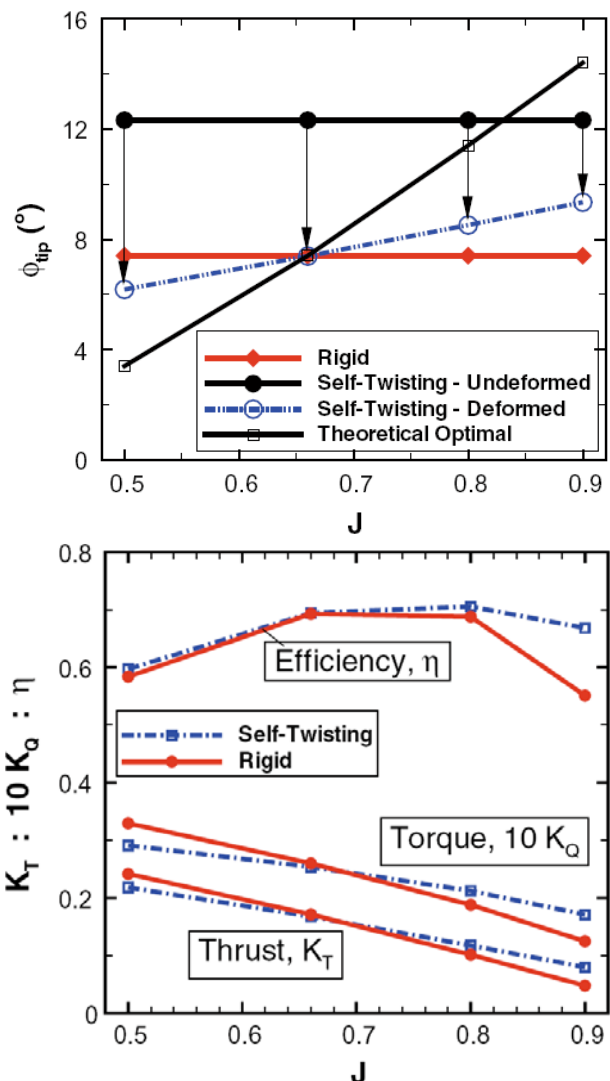 16
12
8
4
0
ϕtip (°)
Rigid
Self-Twisting - Undeformed
Self-Twisting - Deformed
Theoretical Optimal
0.5 0.6 0.7 0.8 0.9
J
0.8
0.6
0.4
0.2
0
KT : 10 KQ : η
Efficiency, η
Self-Twisting
Rigid
Torque, 10 KQ
Thrust, KT
0.5 0.6 0.7 0.8 0.9
J